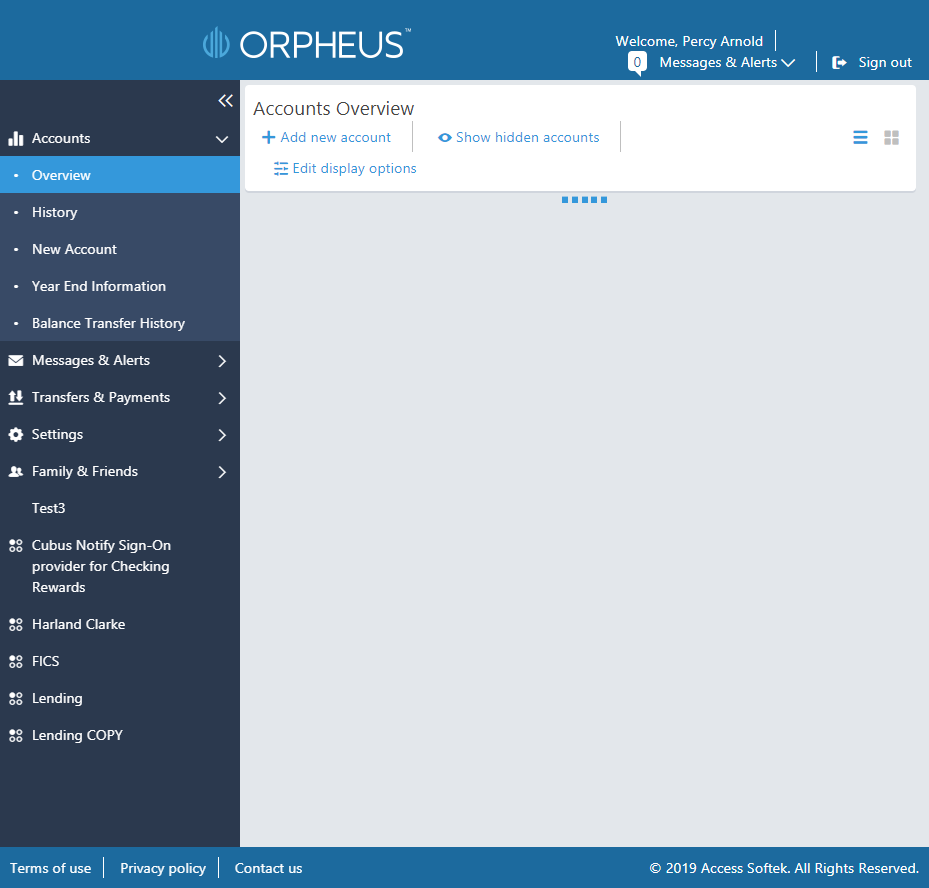 ORPHEUS™
Welcome, Percy Arnold
0 Messages & Alerts
Sign out
Accounts
Overview
History
New Account
Year End Information
Balance Transfer History
Messages & Alerts
Transfers & Payments
Settings
Family & Friends
Test3
Cubus Notify Sign-On
provider for Checking
Rewards
Harland Clarke
FICS
Lending
Lending COPY
Accounts Overview
Add new account
Show hidden accounts
Edit display options
Terms of use
Privacy policy
Contact us
© 2019 Access Softek. All Rights Reserved.